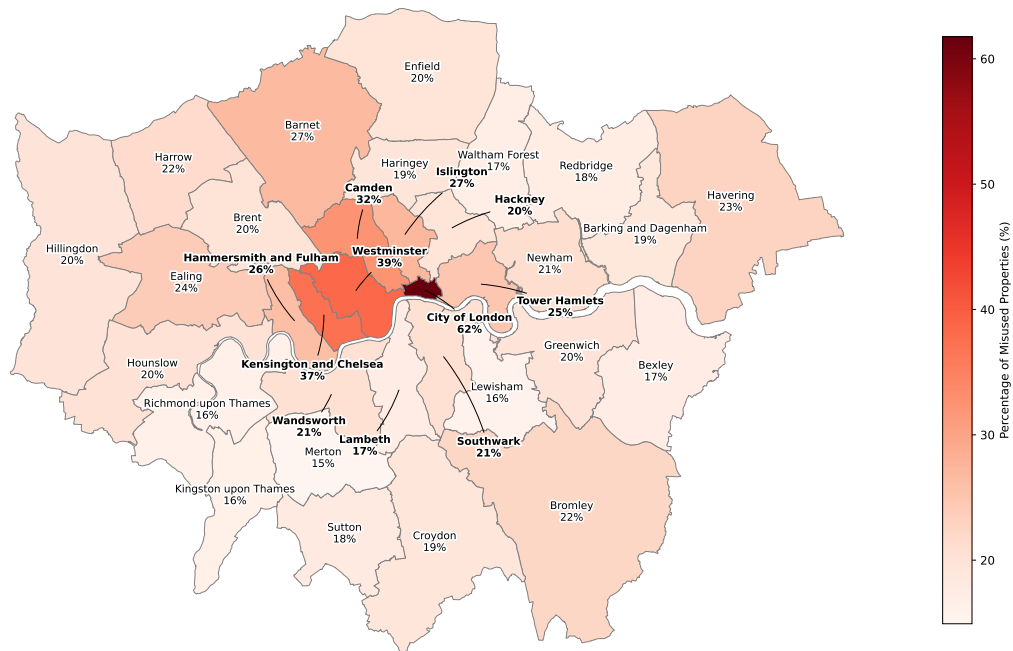 Enfield
20%
Barnet
27%
Harrow
22%
Haringey
19%
Waltham Forest
17%
Islington
27%
Redbridge
18%
Camden
32%
Hackney
20%
Havering
23%
Brent
20%
Barking and Dagenham
19%
Hillingdon
20%
Westminster
39%
Hammersmith and Fulham
26%
Newham
21%
Ealing
24%
Tower Hamlets
25%
City of London
62%
Greenwich
20%
Hounslow
20%
Kensington and Chelsea
37%
Bexley
17%
Lewisham
16%
Richmond upon Thames
16%
Wandsworth
21%
Lambeth
17%
Southwark
21%
Merton
15%
Kingston upon Thames
16%
Bromley
22%
Sutton
18%
Croydon
19%
60
50
40
30
20
Percentage of Misused Properties (%)